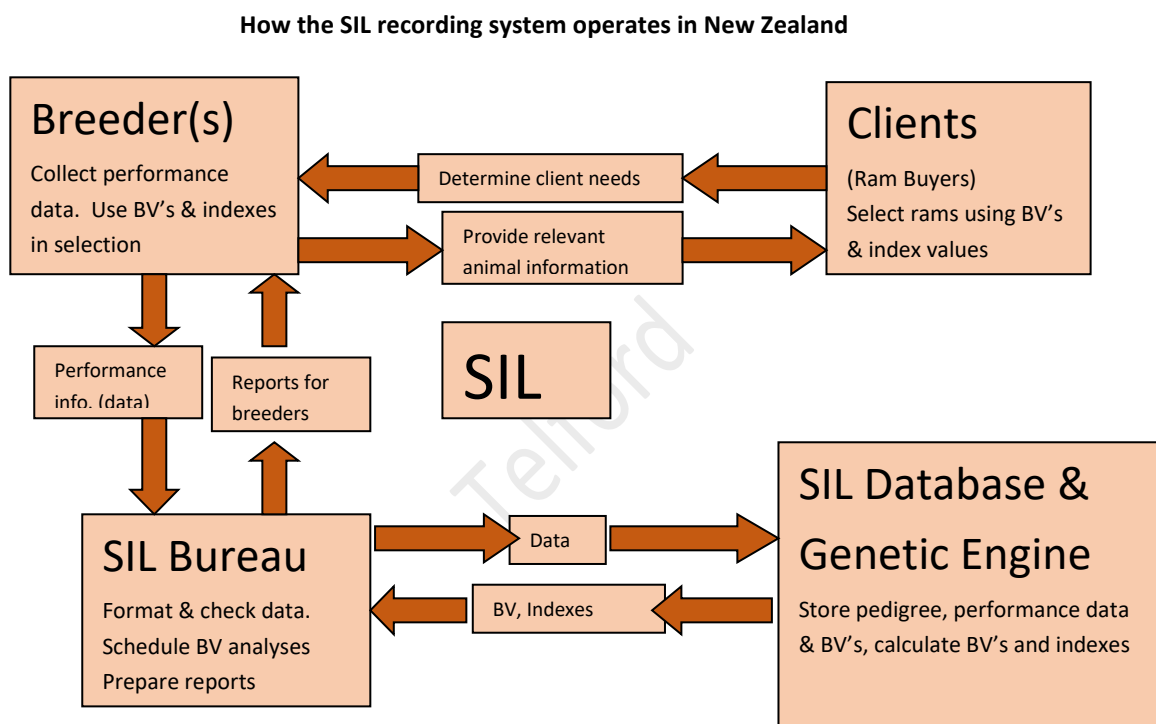 How the SIL recording system operates in New Zealand
Breeder(s)
Collect performance
data. Use BV's & indexes
in selection
Determine client needs
Provide relevant
animal information
Clients
(Ram Buyers)
Select rams using BV's
& index values
Performance
info. (data)
Reports for
breeders
SIL
Telford
SIL Bureau
Format & check data.
Schedule BV analyses
Prepare reports
Data
BV, Indexes
SIL Database &
Genetic Engine
Store pedigree, performance data
& BV's, calculate BV's and indexes